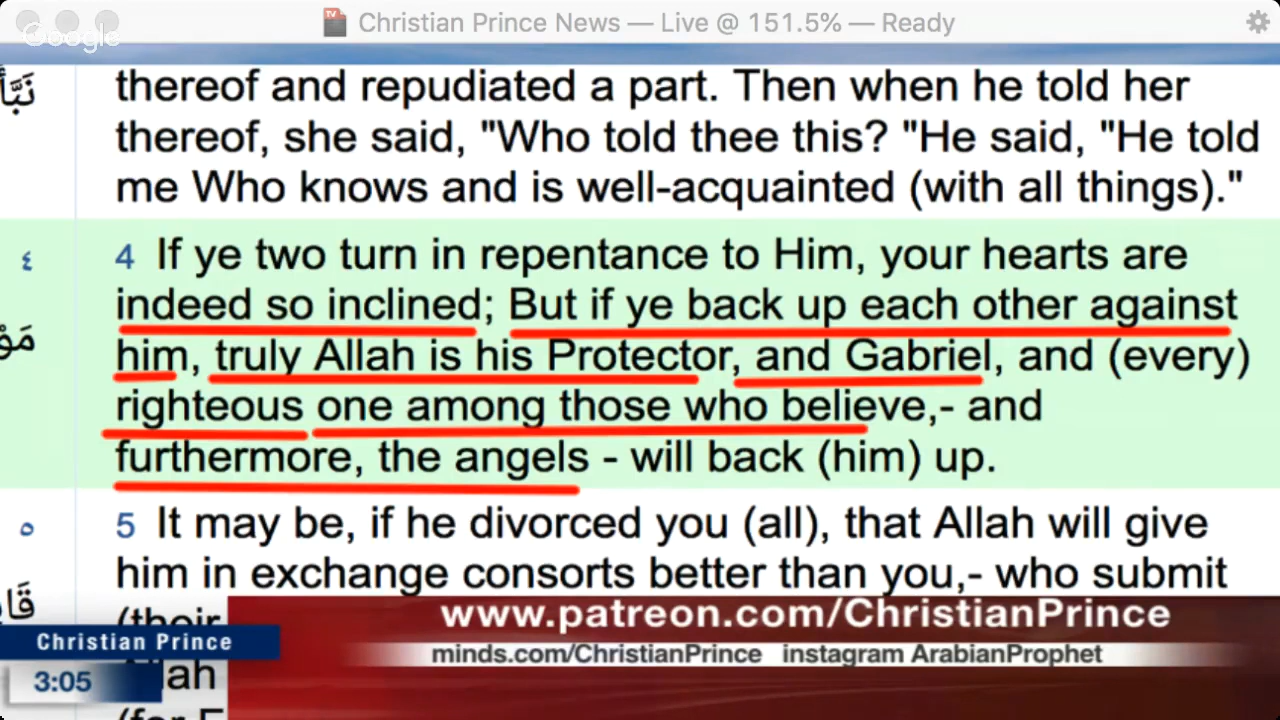 Christian Prince News — Live @ 151.5% — Ready
Google
thereof and repudiated a part. Then when he told her
thereof, she said, "Who told thee this? "He said, "He told
me Who knows and is well-acquainted (with all things)."
٤
4 If ye two turn in repentance to Him, your hearts are
indeed so inclined; But if ye back up each other against
him, truly Allah is his Protector, and Gabriel, and (every)
righteous one among those who believe,- and
furthermore, the angels - will back (him) up.
٥
5 It may be, if he divorced you (all), that Allah will give
him in exchange consorts better than you,- who submit
(their
www.patreon.com/ChristianPrince
Christian Prince
minds.com/ChristianPrince instagram ArabianProphet
3:05